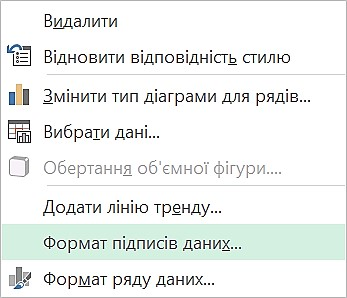 Видалити
Відновити відповідність стилю
Змінити тип діаграми для рядів...
Вибрати дані...
Обертання об'ємної фігури....
Додати лінію тренду...
Формат підписів даних...
Формат ряду даних...